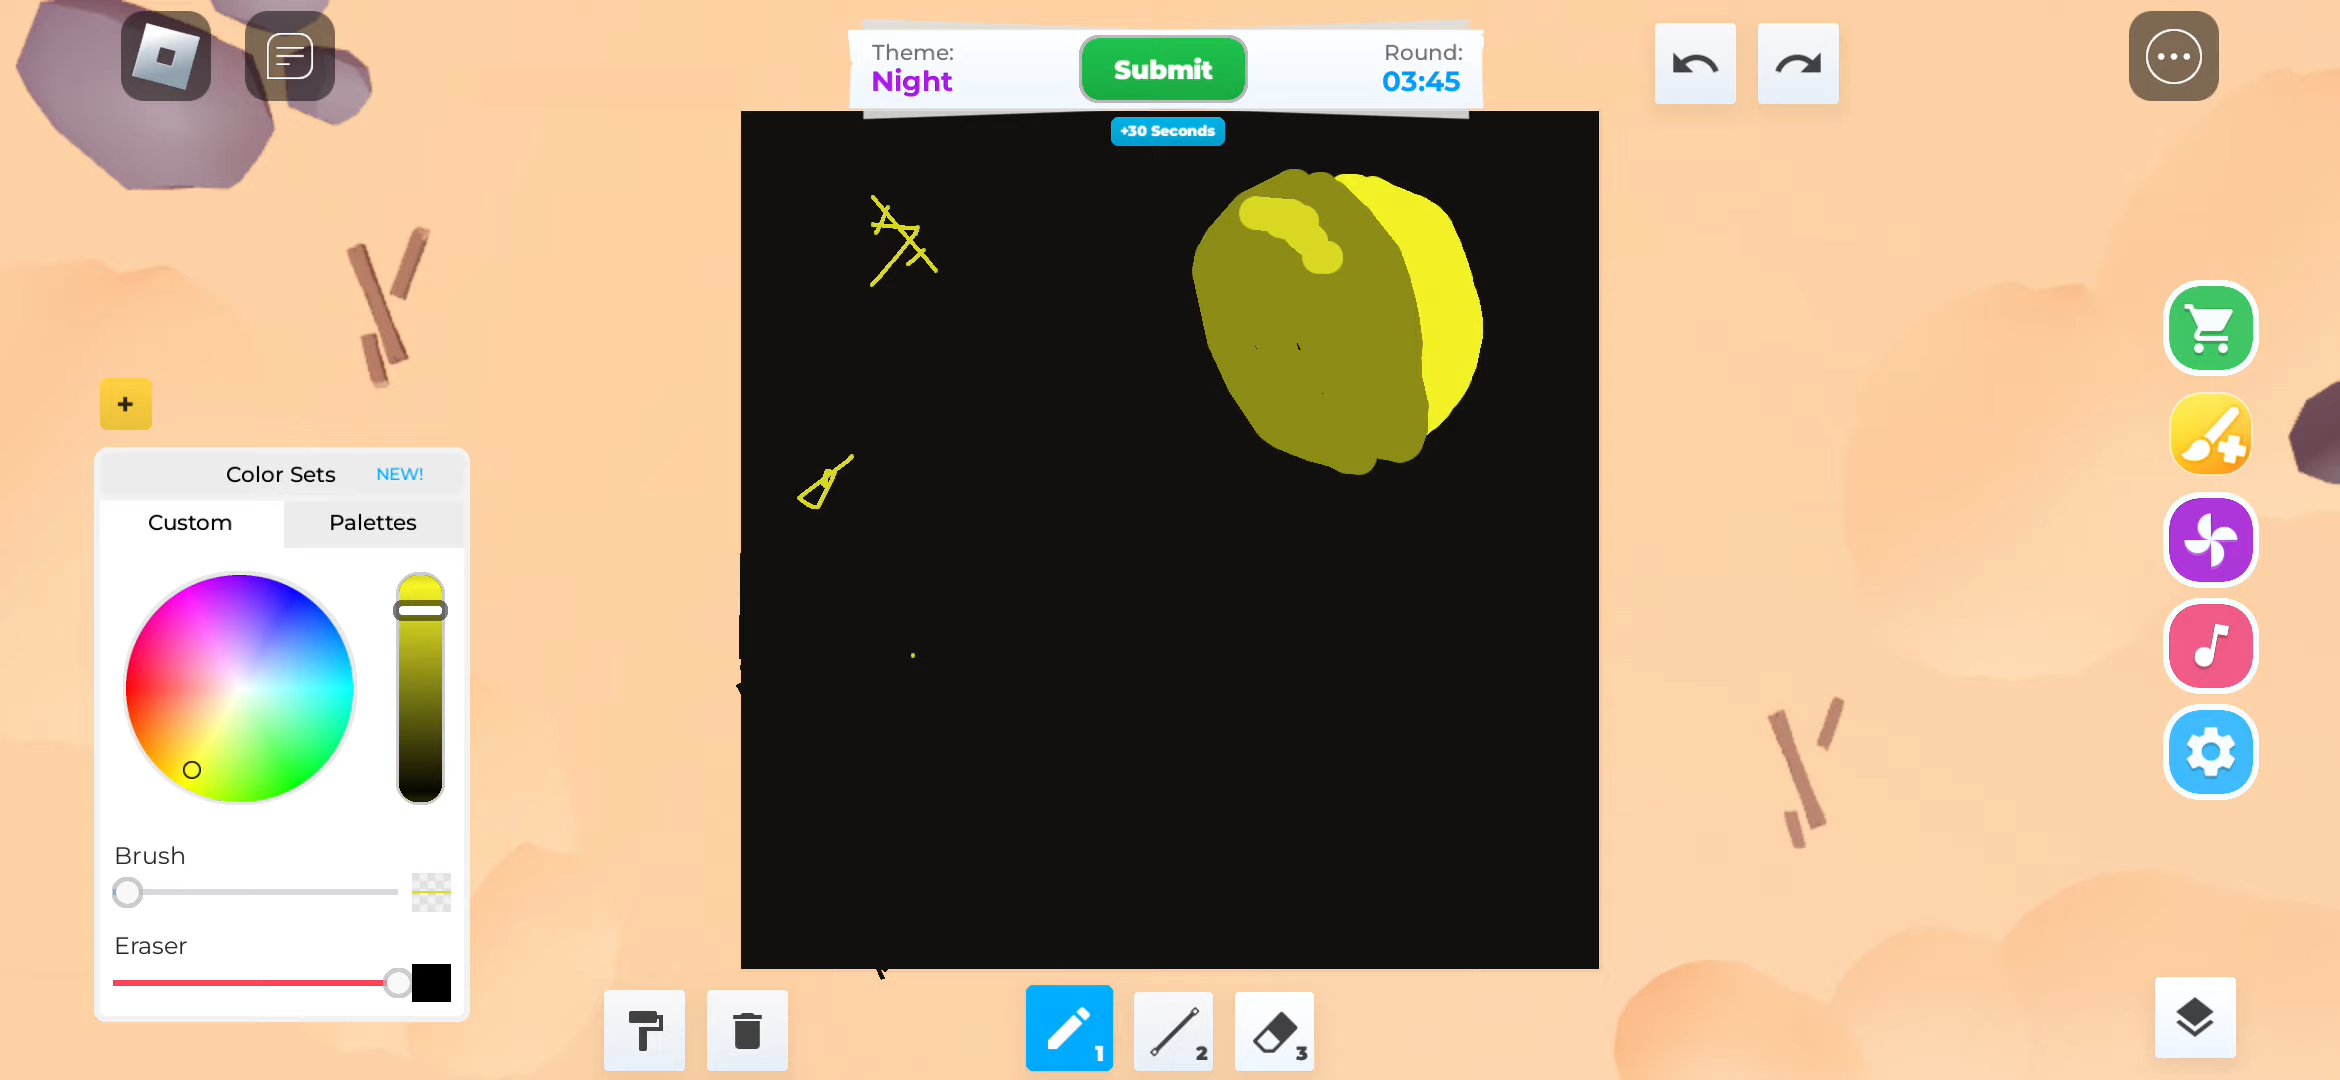 Theme:
Night
Submit
Round:
03:45
+30 Seconds
+
Color Sets
NEW!
Custom
Palettes
Brush
Eraser
1
2
3